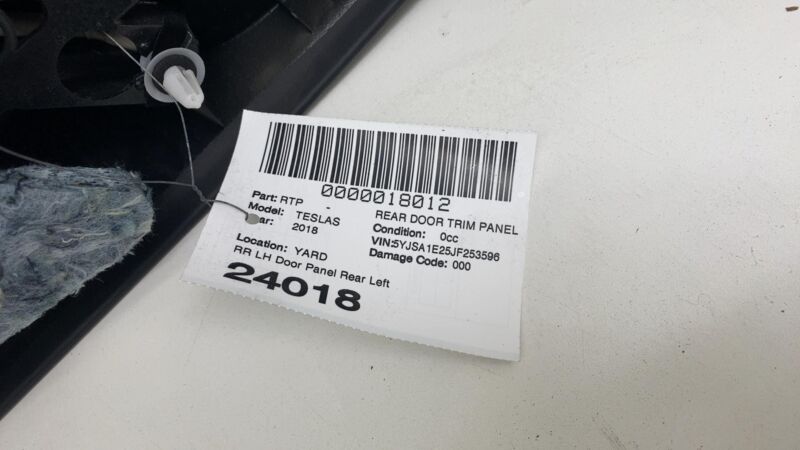 0000018012
Part: RTP - REAR DOOR TRIM PANEL
Model: TESLAS Condition: 0cc
ar: 2018 VIN:5YJSA1E25JF253596
Damage Code: 000
Location: YARD
RR LH Door Panel Rear Left
24018